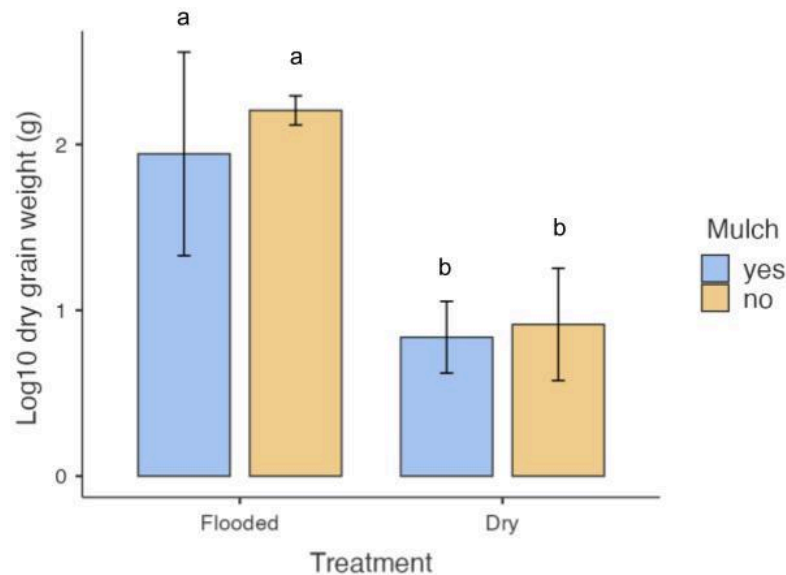 a
a
b
b
Log10 dry grain weight (g)
2
1
0
Flooded
Dry
Treatment
Mulch
yes
no